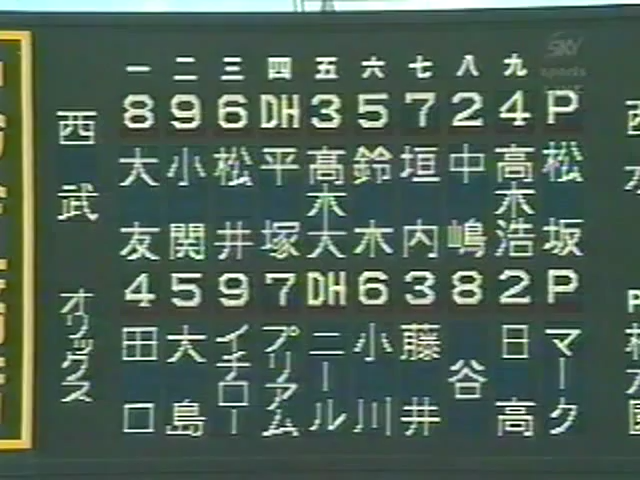 SKY
sports
一 二 三 四 五 六 七 八 九
8 9 6 DH 3 5 7 2 4 P
西武 大友 小関 松井 平塚 高木大 鈴木 垣内 中嶋 高木浩 松坂
4 5 9 7 DH 6 3 8 2 P
オリックス 田口 大島 イチロー プリアム ニール 小川 藤井 谷 日高 マーク